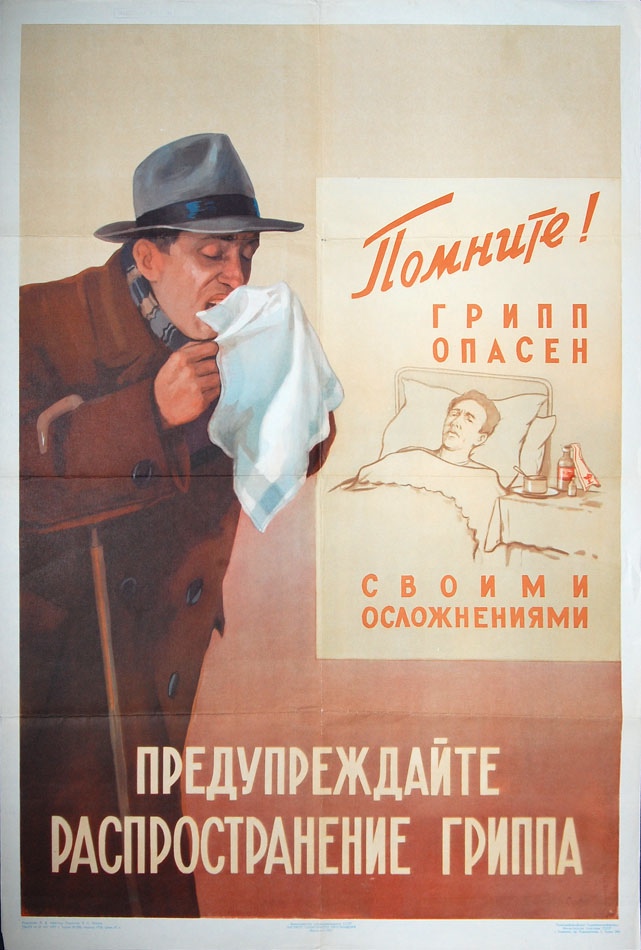 Помните!
ГРИПП
ОПАСЕН
СВОИМИ
ОСЛОЖНЕНИЯМИ
ПРЕДУПРЕЖДАЙТЕ
РАСПРОСТРАНЕНИЕ ГРИППА